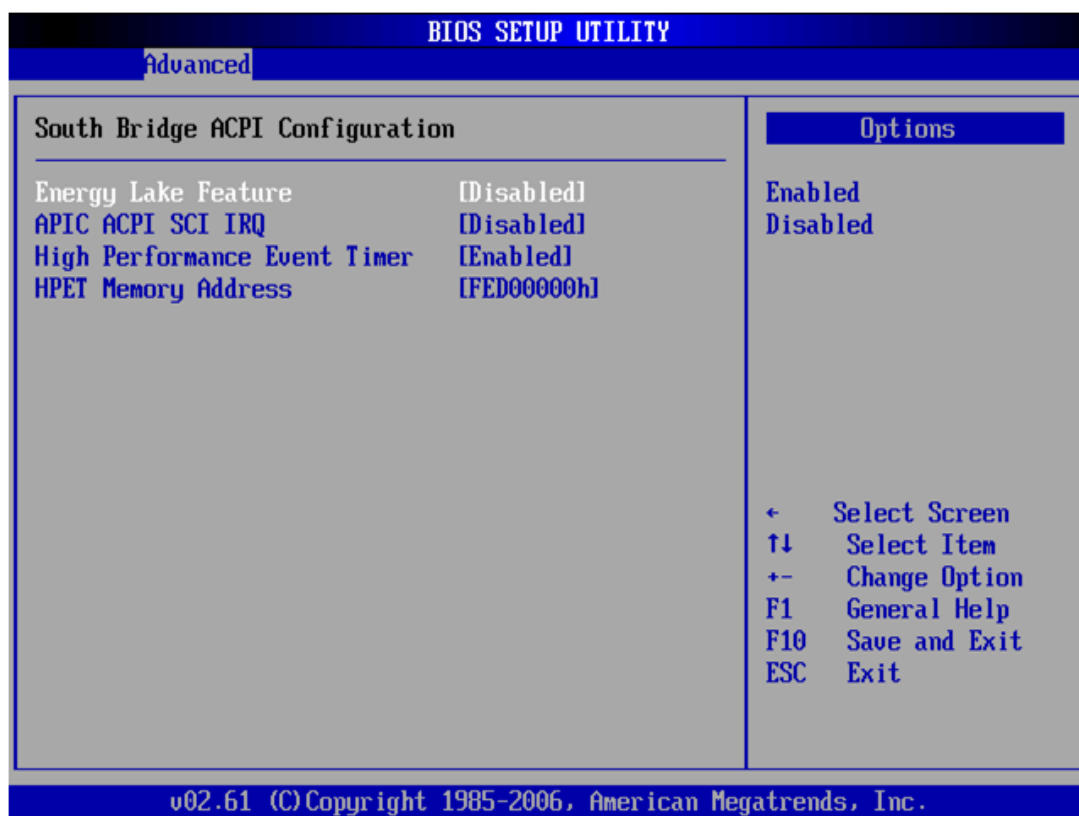 BIOS SETUP UTILITY
Advanced
South Bridge ACPI Configuration
Energy Lake Feature [Disabled]
APIC ACPI SCI IRQ [Disabled]
High Performance Event Timer [Enabled]
HPET Memory Address [FED00000h]
Options
Enabled
Disabled
← Select Screen
↑↓ Select Item
+- Change Option
F1 General Help
F10 Save and Exit
ESC Exit
v02.61 (C)Copyright 1985-2006, American Megatrends, Inc.